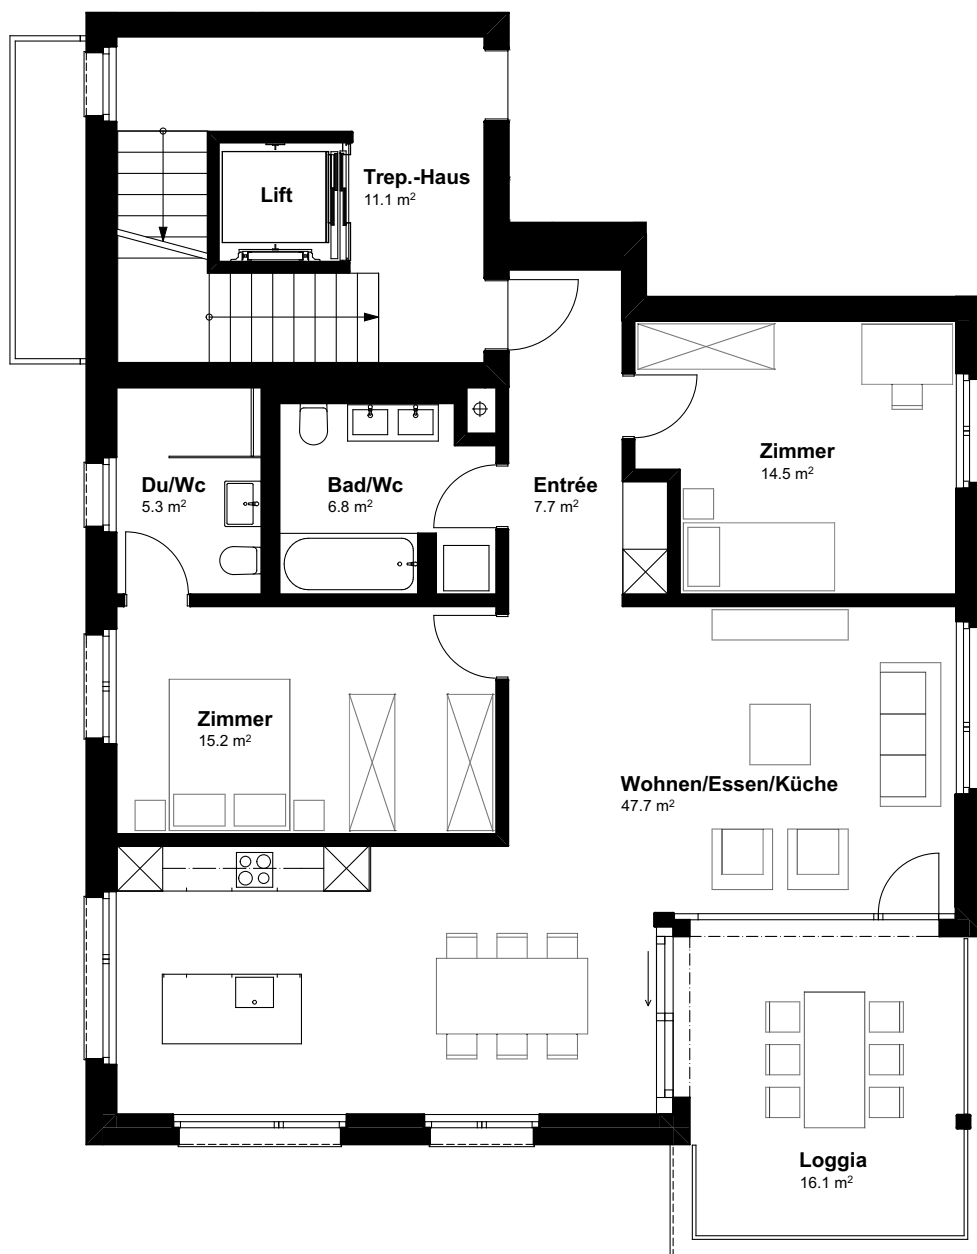 Lift
Trep.-Haus
11.1 m²
Zimmer
14.5 m²
Du/Wc
5.3 m²
Bad/Wc
6.8 m²
Entrée
7.7 m²
Zimmer
15.2 m²
Wohnen/Essen/Küche
47.7 m²
Loggia
16.1 m²